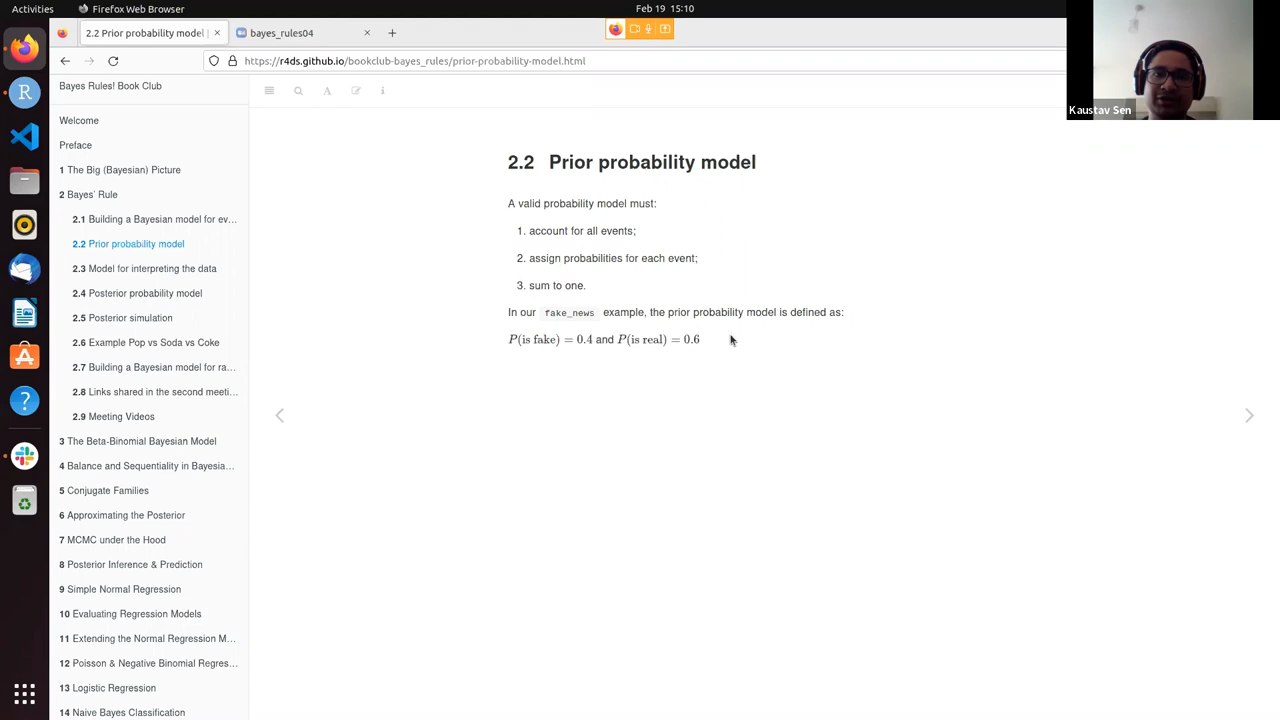 Activities
Firefox Web Browser
Feb 19 15:10
2.2 Prior probability model |
bayes_rules04
https://r4ds.github.io/bookclub-bayes_rules/prior-probability-model.html
Kaustav Sen
Bayes Rules! Book Club
Welcome
Preface
1 The Big (Bayesian) Picture
2 Bayes' Rule
2.1 Building a Bayesian model for ev…
2.2 Prior probability model
2.3 Model for interpreting the data
2.4 Posterior probability model
2.5 Posterior simulation
2.6 Example Pop vs Soda vs Coke
2.7 Building a Bayesian model for ra…
2.8 Links shared in the second meeti…
2.9 Meeting Videos
3 The Beta-Binomial Bayesian Model
4 Balance and Sequentiality in Bayesia…
5 Conjugate Families
6 Approximating the Posterior
7 MCMC under the Hood
8 Posterior Inference & Prediction
9 Simple Normal Regression
10 Evaluating Regression Models
11 Extending the Normal Regression M…
12 Poisson & Negative Binomial Regres…
13 Logistic Regression
14 Naive Bayes Classification
2.2 Prior probability model
A valid probability model must:
1. account for all events;
2. assign probabilities for each event;
3. sum to one.
In our fake_news example, the prior probability model is defined as:
P(is fake) = 0.4 and P(is real) = 0.6